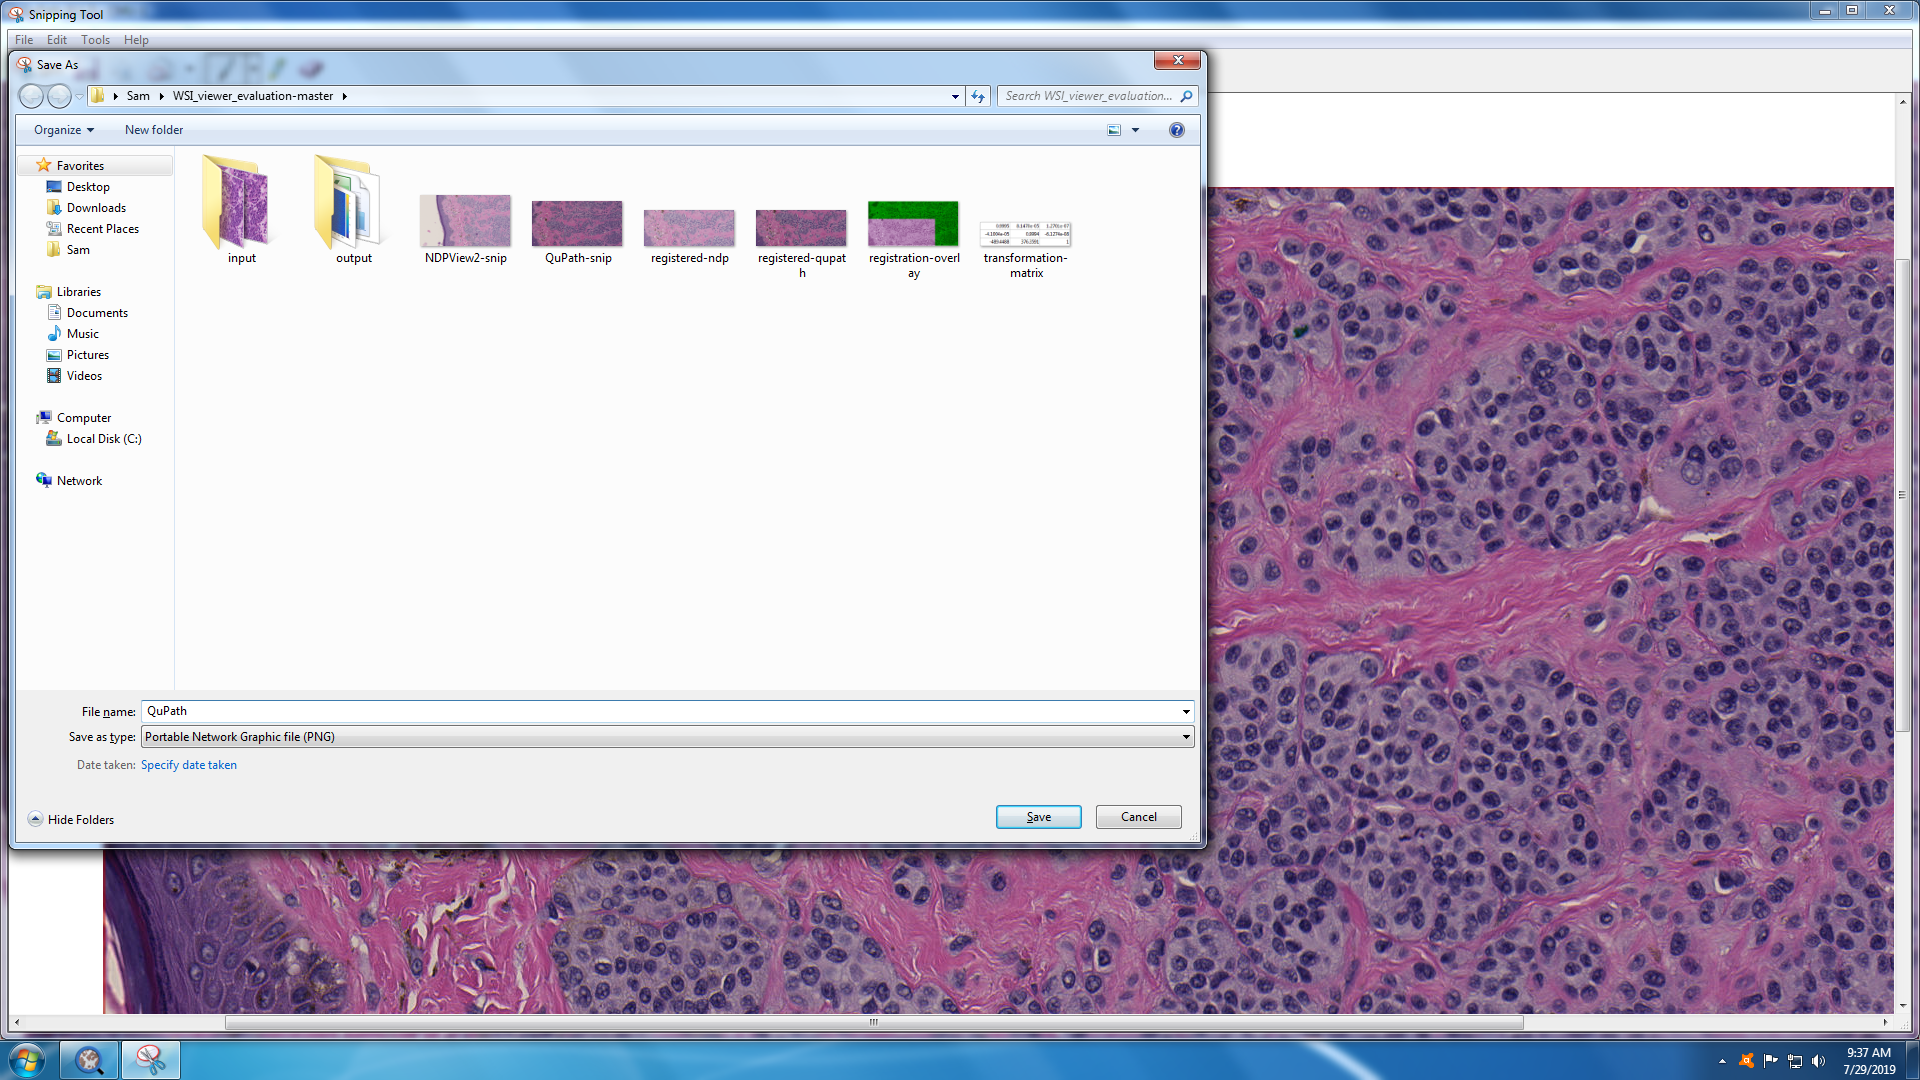 Snipping Tool
File Edit Tools Help
Save As
Sam WSI_viewer_evaluation-master
Search WSI_viewer_evaluation...
Organize New folder
Favorites
Desktop
Downloads
Recent Places
Sam
Libraries
Documents
Music
Pictures
Videos
Computer
Local Disk (C:)
Network
input
output
NDPView2-snip
QuPath-snip
registered-ndp
registered-qupat
h
registration-overl
ay
transformation-
matrix
File name: QuPath
Save as type: Portable Network Graphic file (PNG)
Date taken: Specify date taken
Hide Folders
Save
Cancel
9:37 AM
7/29/2019